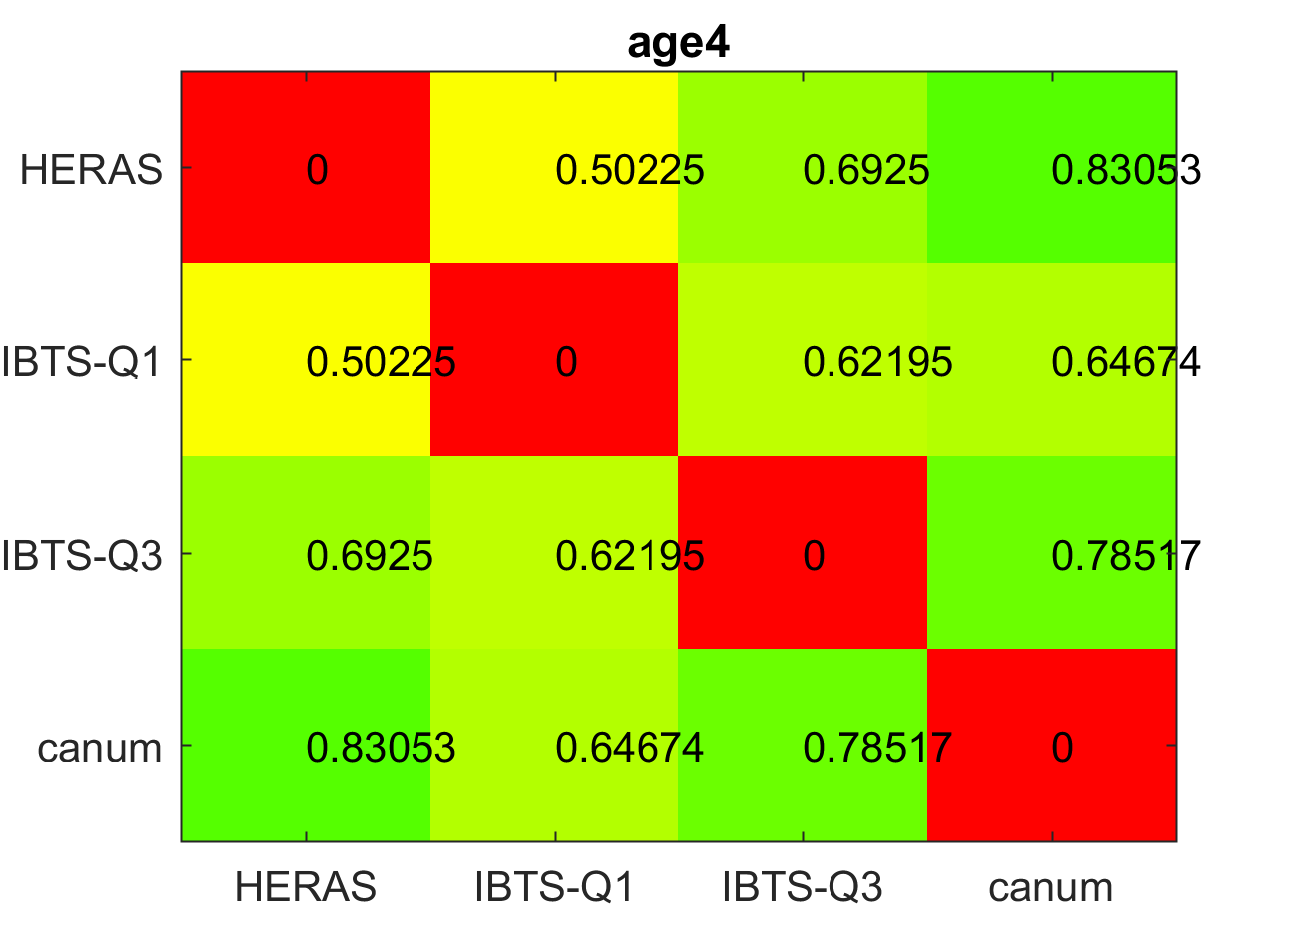 age4
HERAS 0 0.50225 0.6925 0.83053
IBTS-Q1 0.50225 0 0.62195 0.64674
IBTS-Q3 0.6925 0.62195 0 0.78517
canum 0.83053 0.64674 0.78517 0
HERAS IBTS-Q1 IBTS-Q3 canum